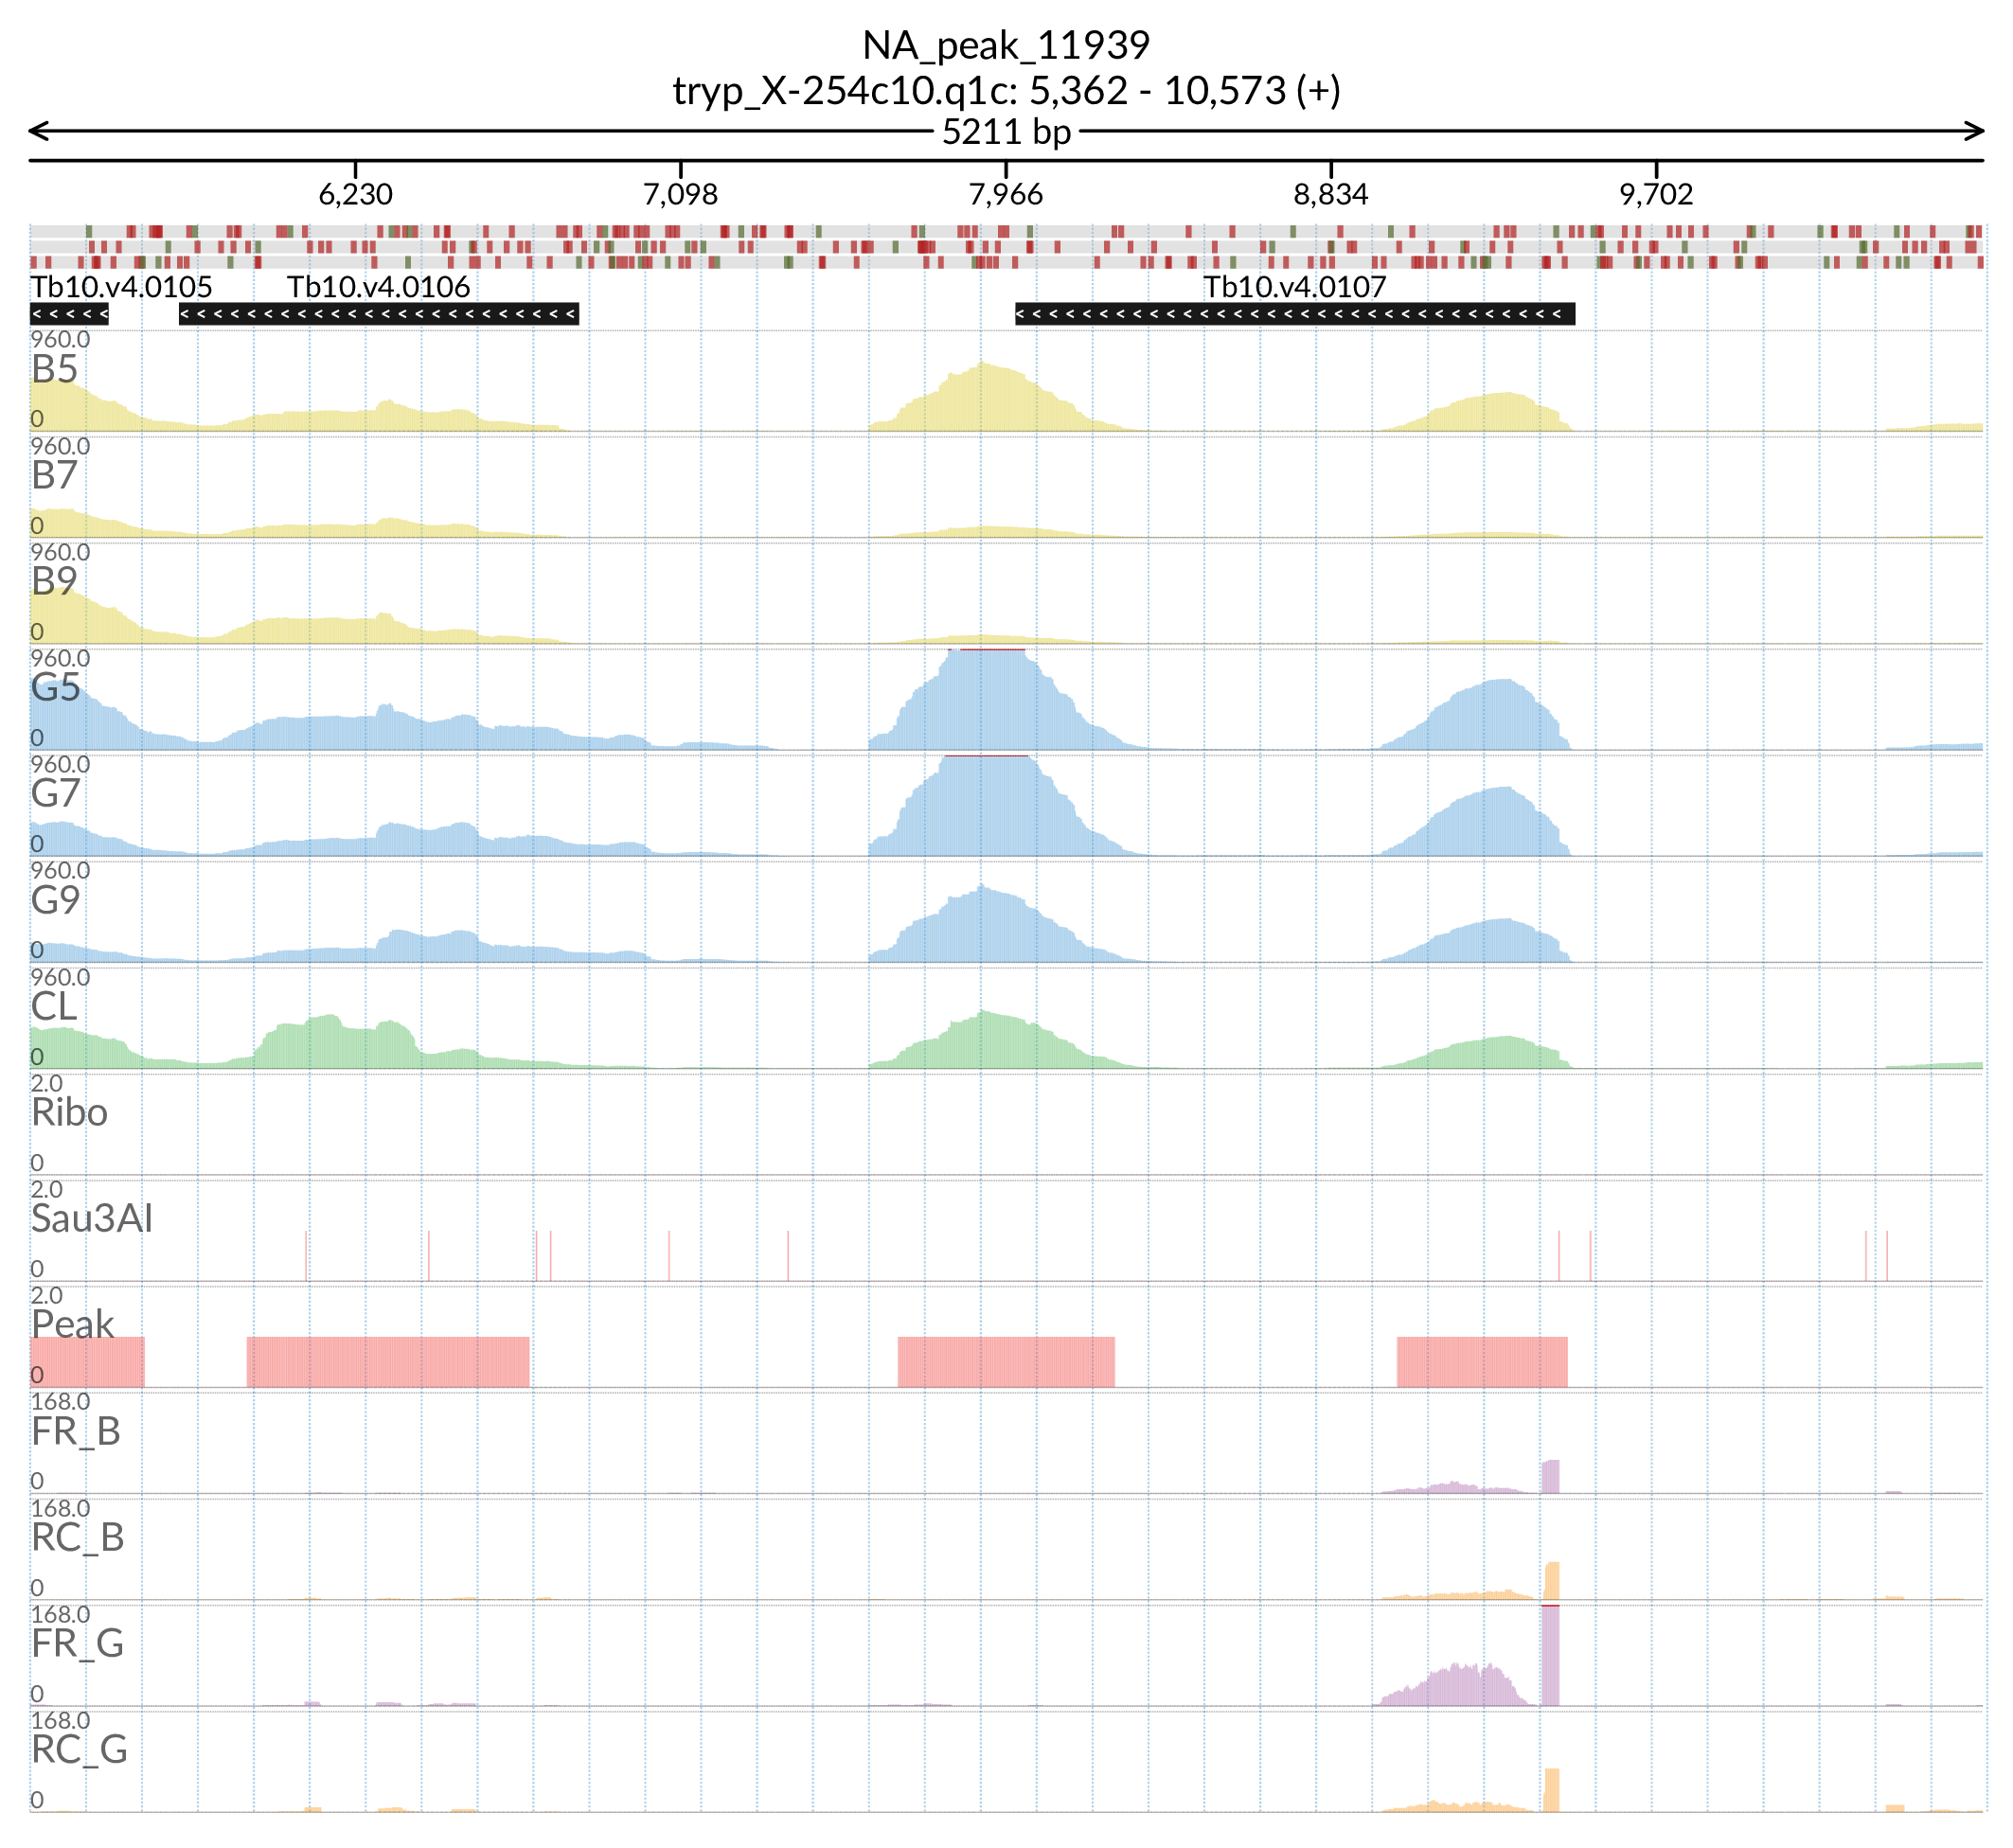 NA_peak_11939
tryp_X-254c10.q1c: 5,362 - 10,573 (+)
5211 bp
6,230 7,098 7,966 8,834 9,702
Tb10.v4.0105 Tb10.v4.0106 Tb10.v4.0107
960.0
B5
0
960.0
B7
0
960.0
B9
0
960.0
G5
0
960.0
G7
0
960.0
G9
0
960.0
CL
0
2.0
Ribo
0
2.0
Sau3AI
0
2.0
Peak
0
168.0
FR_B
0
168.0
RC_B
0
168.0
FR_G
0
168.0
RC_G
0